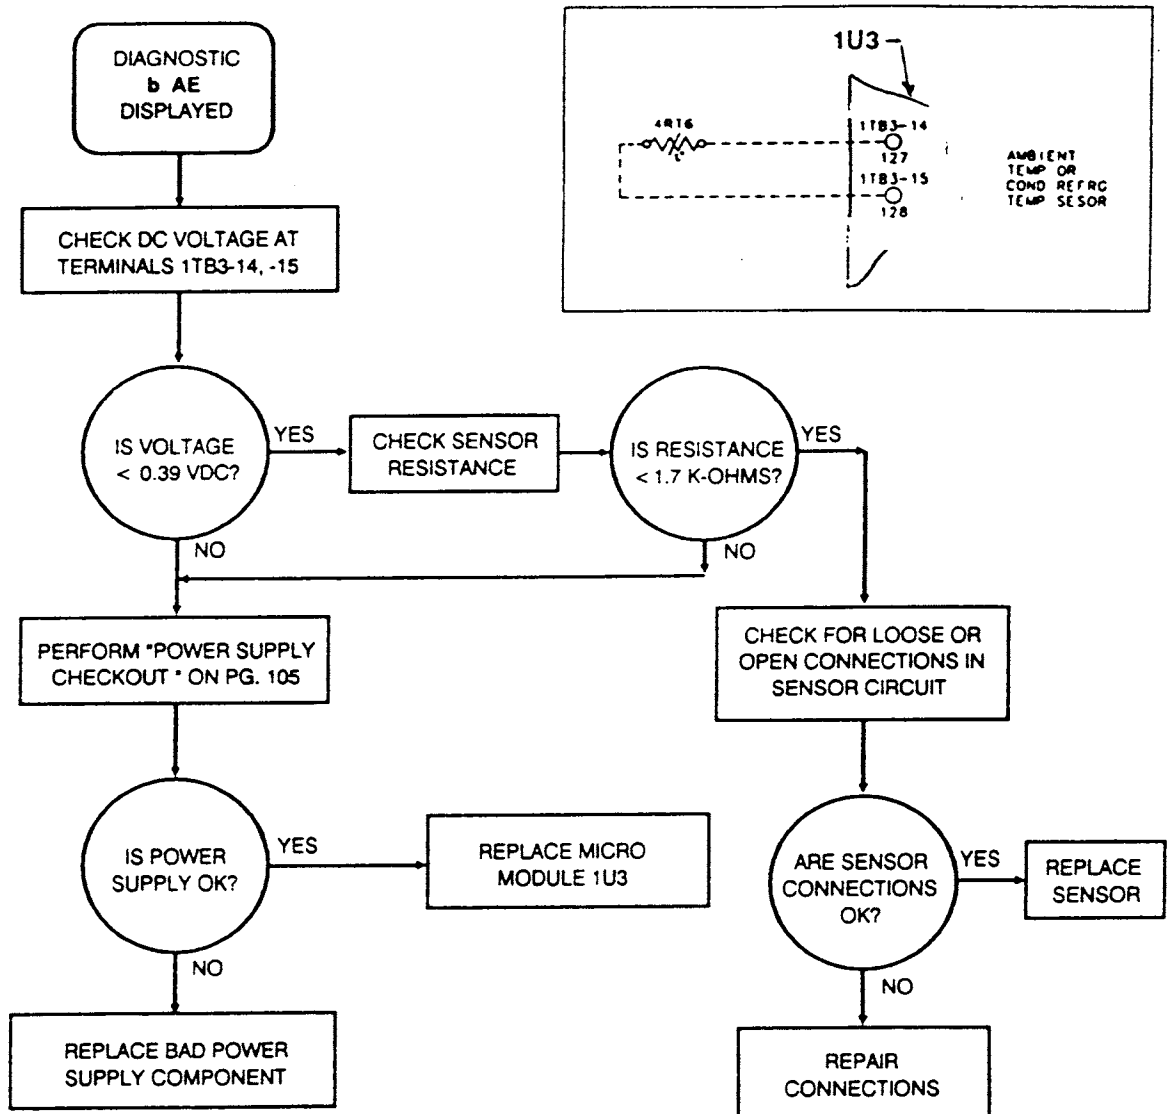 DIAGNOSTIC
b AE
DISPLAYED
CHECK DC VOLTAGE AT
TERMINALS 1TB3-14, -15
1U3
4RT6
t°
1TB3-14
127
1TB3-15
128
AMBIENT
TEMP OR
COND REFRG
TEMP SESOR
IS VOLTAGE
< 0.39 VDC?
YES
NO
CHECK SENSOR
RESISTANCE
IS RESISTANCE
< 1.7 K-OHMS?
YES
NO
PERFORM "POWER SUPPLY
CHECKOUT " ON PG. 105
CHECK FOR LOOSE OR
OPEN CONNECTIONS IN
SENSOR CIRCUIT
IS POWER
SUPPLY OK?
YES
NO
REPLACE MICRO
MODULE 1U3
ARE SENSOR
CONNECTIONS
OK?
YES
NO
REPLACE
SENSOR
REPLACE BAD POWER
SUPPLY COMPONENT
REPAIR
CONNECTIONS